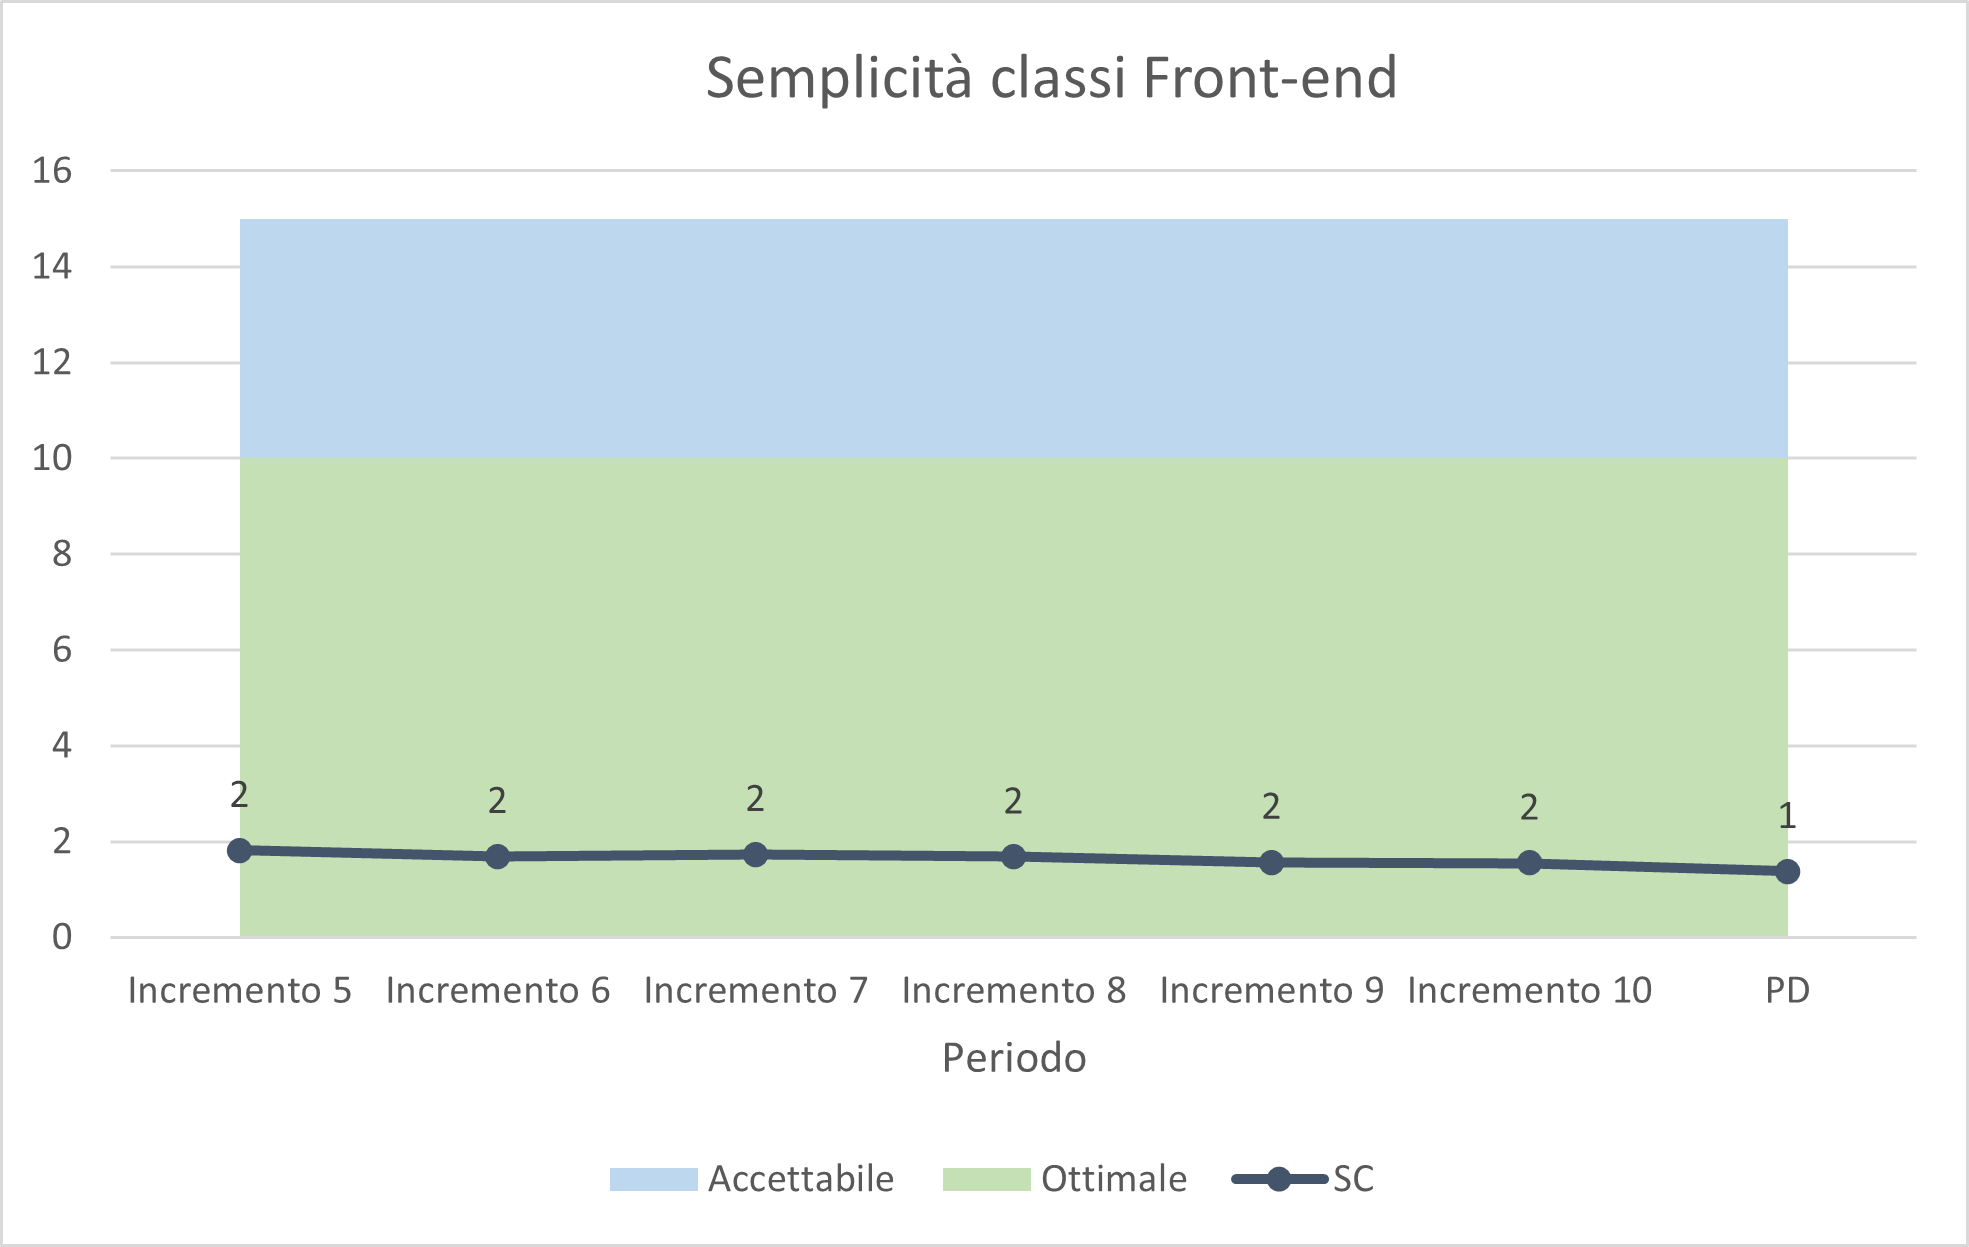 Semplicità classi Front-end
16
14
12
10
8
6
4
2
0
2 2 2 2 2 2 1
Incremento 5 Incremento 6 Incremento 7 Incremento 8 Incremento 9 Incremento 10 PD
Periodo
Accettabile Ottimale SC